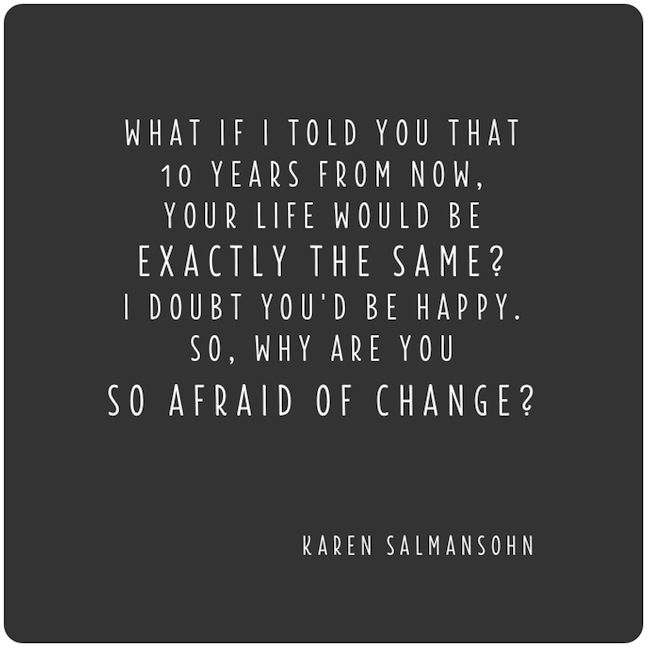 WHAT IF I TOLD YOU THAT
10 YEARS FROM NOW,
YOUR LIFE WOULD BE
EXACTLY THE SAME?
I DOUBT YOU'D BE HAPPY.
SO, WHY ARE YOU
SO AFRAID OF CHANGE?
KAREN SALMANSOHN